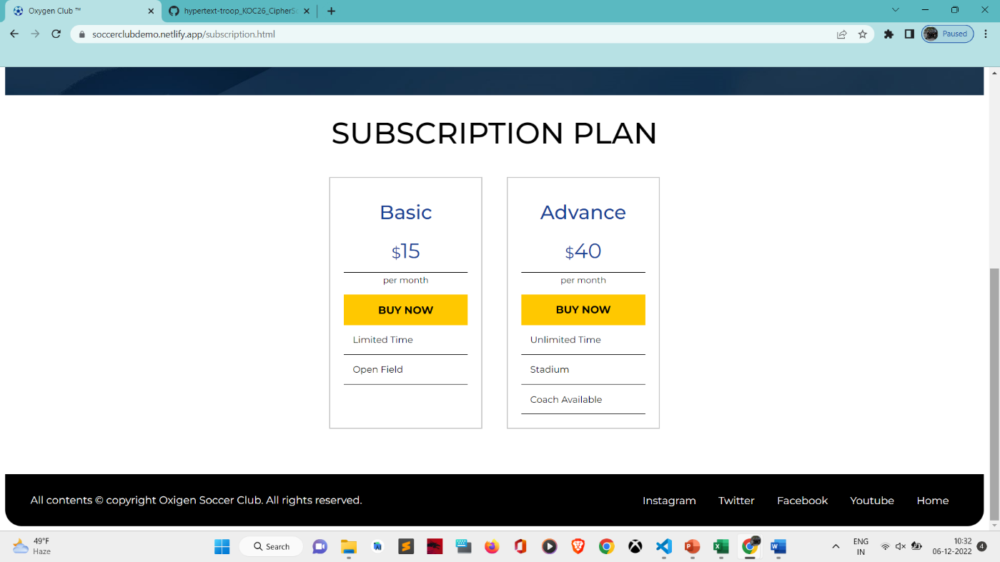 Oxygen Club ™
hypertext-troop_KOC26_CipherSc
soccerclubdemo.netlify.app/subscription.html
Paused
SUBSCRIPTION PLAN
Basic
$15
per month
BUY NOW
Limited Time
Open Field
Advance
$40
per month
BUY NOW
Unlimited Time
Stadium
Coach Available
All contents © copyright Oxigen Soccer Club. All rights reserved.
Instagram Twitter Facebook Youtube Home
49°F
Haze
Search
ENG
IN
10:32
06-12-2022
4